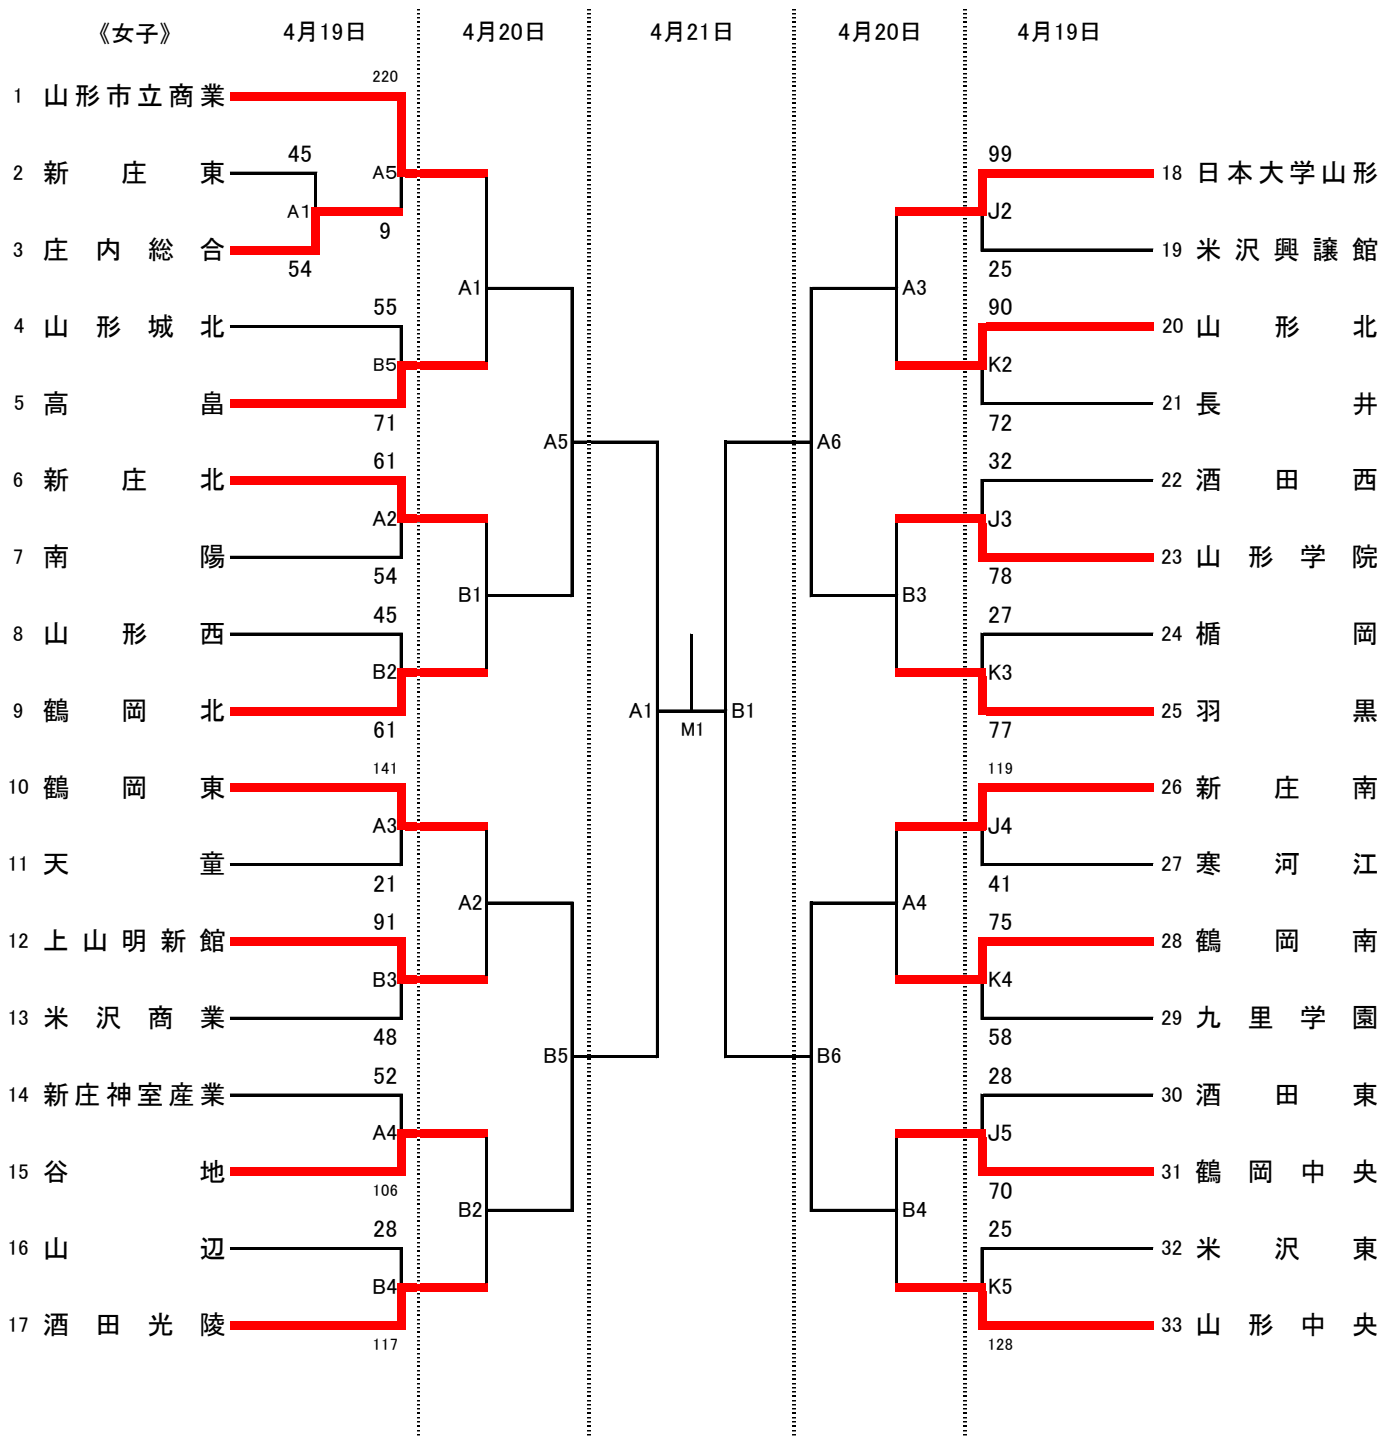 《女子》 4月19日 4月20日 4月21日 4月20日 4月19日
220
1 山形市立商業
45 99
2 新庄東 A5 18 日本大学山形
A1 J2
9
3 庄内総合 19 米沢興譲館
54 25
A1 A3
55 90
4 山形城北 20 山形北
B5 K2
5 高畠 21 長井
71 72
A5 A6
61 32
6 新庄北 22 酒田西
A2 J3
7 南陽 23 山形学院
54 78
B1 B3
45 27
8 山形西 24 楯岡
B2 K3
9 鶴岡北 A1 B1 25 羽黒
61 M1 77
141 119
10 鶴岡東 26 新庄南
A3 J4
11 天童 27 寒河江
21 41
A2 A4
91 75
12 上山明新館 28 鶴岡南
B3 K4
13 米沢商業 29 九里学園
48 58
B5 B6
52 28
14 新庄神室産業 30 酒田東
A4 J5
15 谷地 31 鶴岡中央
106 70
B2 B4
28 25
16 山辺 32 米沢東
B4 K5
17 酒田光陵 33 山形中央
117 128